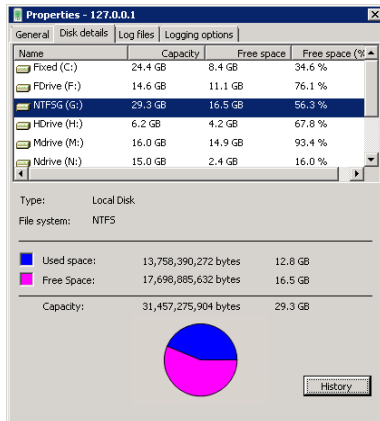 Properties - 127.0.0.1
General Disk details Log files Logging options
Name Capacity Free space Free space (%
Fixed (C:) 24.4 GB 8.4 GB 34.6 %
FDrive (F:) 14.6 GB 11.1 GB 76.1 %
NTFSG (G:) 29.3 GB 16.5 GB 56.3 %
HDrive (H:) 6.2 GB 4.2 GB 67.8 %
Mdrive (M:) 16.0 GB 14.9 GB 93.4 %
Ndrive (N:) 15.0 GB 2.4 GB 16.0 %
Type: Local Disk
File system: NTFS
Used space: 13,758,390,272 bytes 12.8 GB
Free Space: 17,698,885,632 bytes 16.5 GB
Capacity: 31,457,275,904 bytes 29.3 GB
History